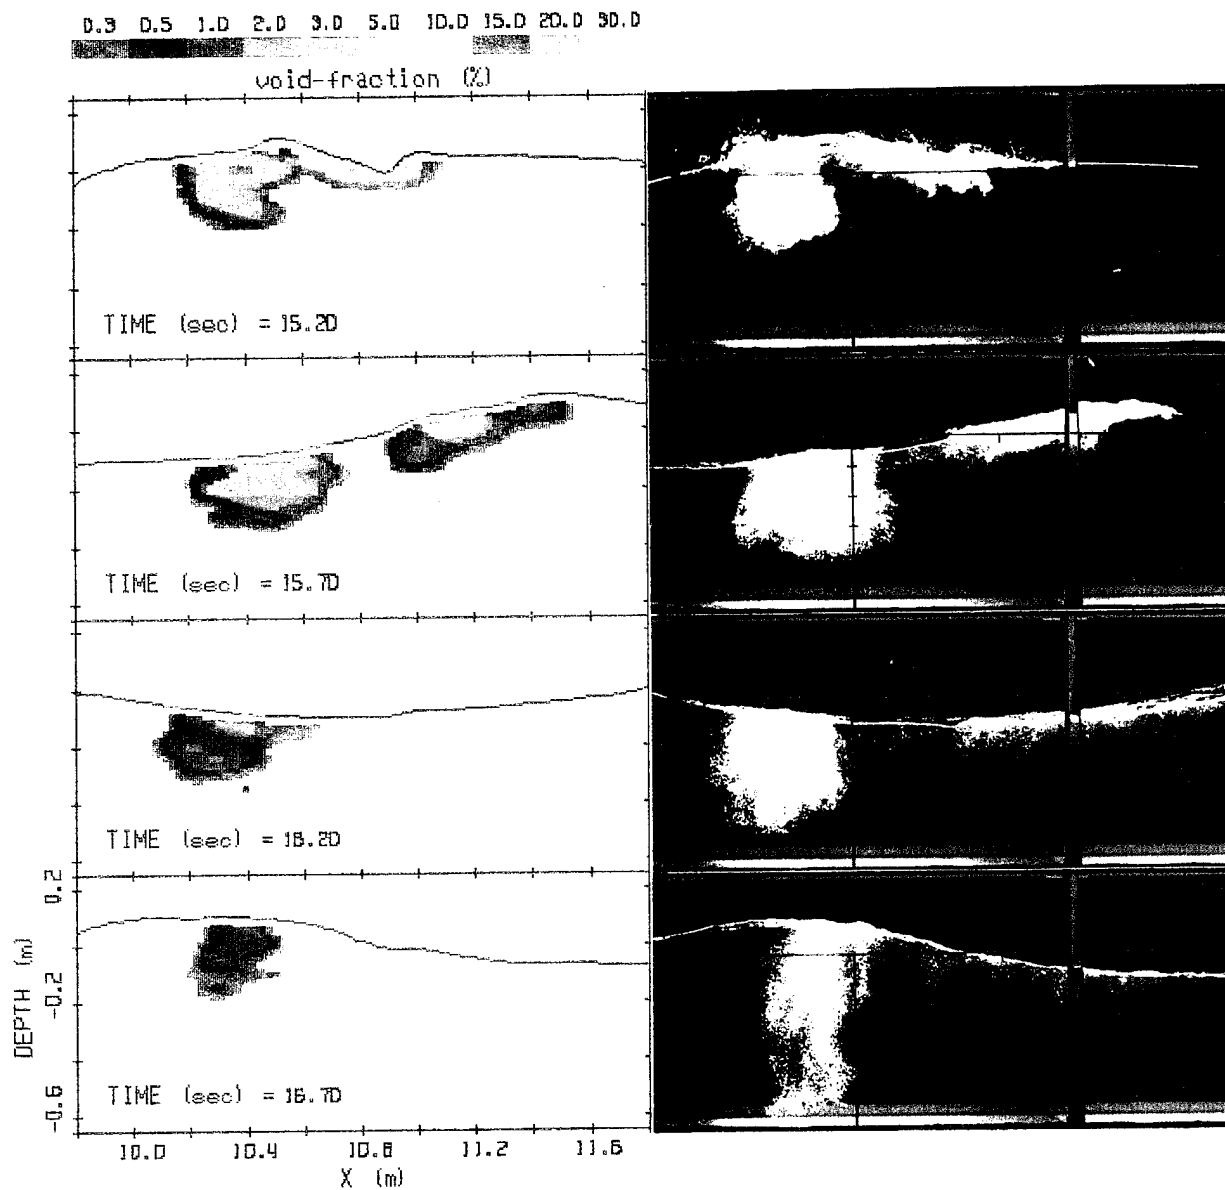 0.3 0.5 1.0 2.0 3.0 5.0 10.0 15.0 20.0 30.0
void-fraction (%)
TIME (sec) = 15.20
TIME (sec) = 15.70
TIME (sec) = 16.20
TIME (sec) = 16.70
DEPTH (m)
0.2
-0.2
-0.6
10.0 10.4 10.8 11.2 11.6
X (m)